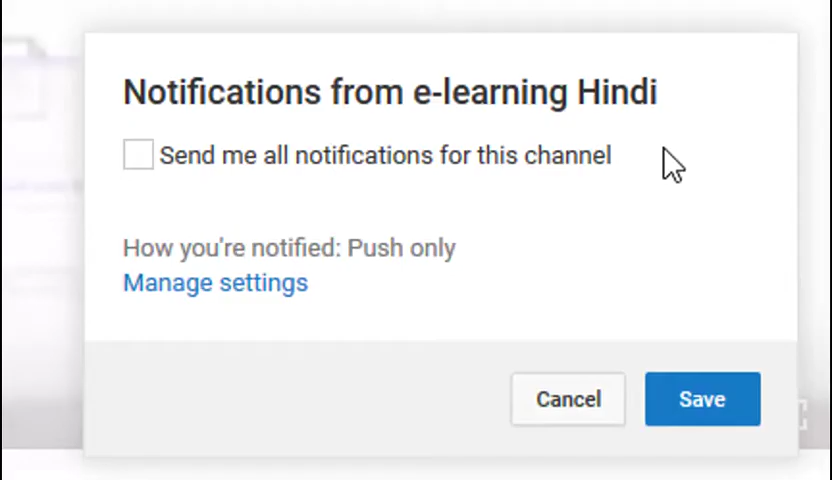 Notifications from e-learning Hindi
Send me all notifications for this channel
How you're notified: Push only
Manage settings
Cancel Save